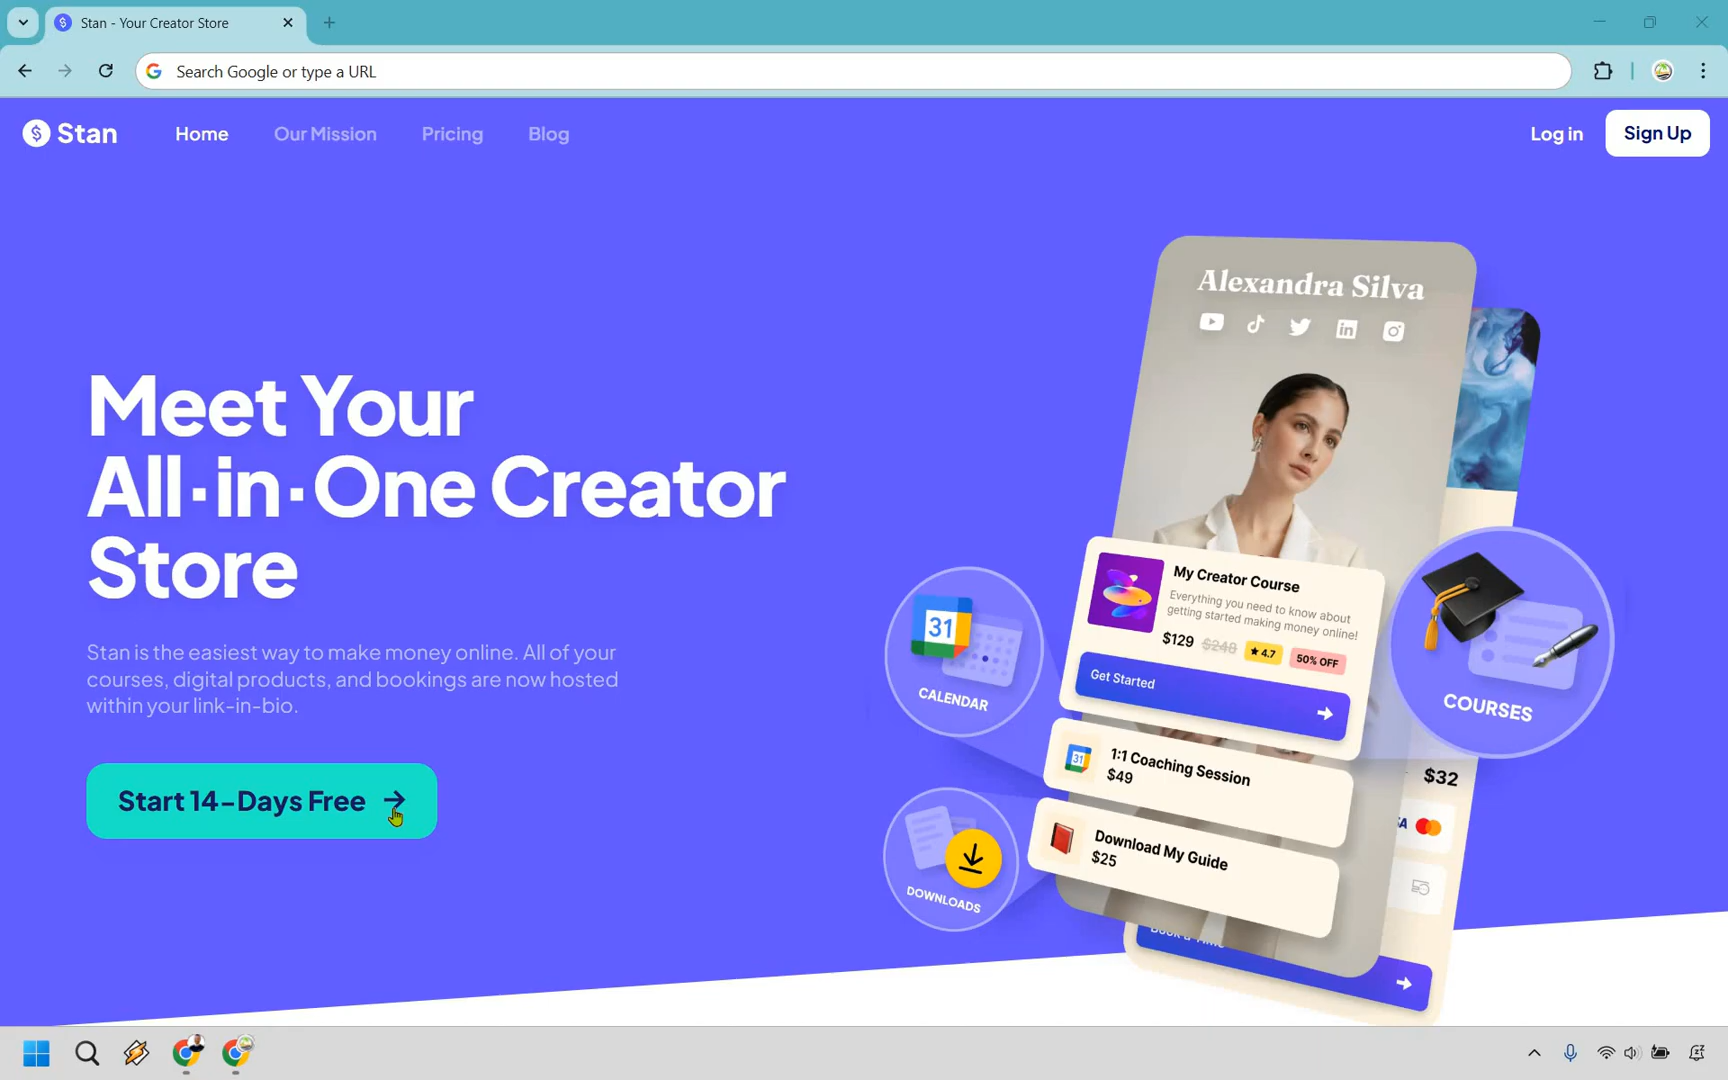 Stan - Your Creator Store
Search Google or type a URL
Stan
Home
Our Mission
Pricing
Blog
Log in
Sign Up
Meet Your
All·in·One Creator
Store
Stan is the easiest way to make money online. All of your
courses, digital products, and bookings are now hosted
within your link-in-bio.
Start 14-Days Free
Alexandra Silva
My Creator Course
Everything you need to know about
getting started making money online!
$129 $248 ★ 4.7 50% OFF
Get Started
31
CALENDAR
COURSES
31
1:1 Coaching Session
$49
$32
Download My Guide
$25
DOWNLOADS
Book a Time